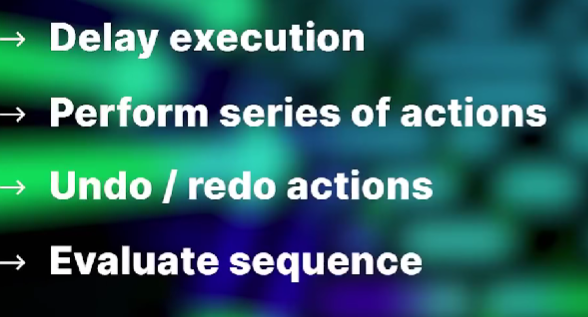 → Delay execution
→ Perform series of actions
→ Undo / redo actions
→ Evaluate sequence